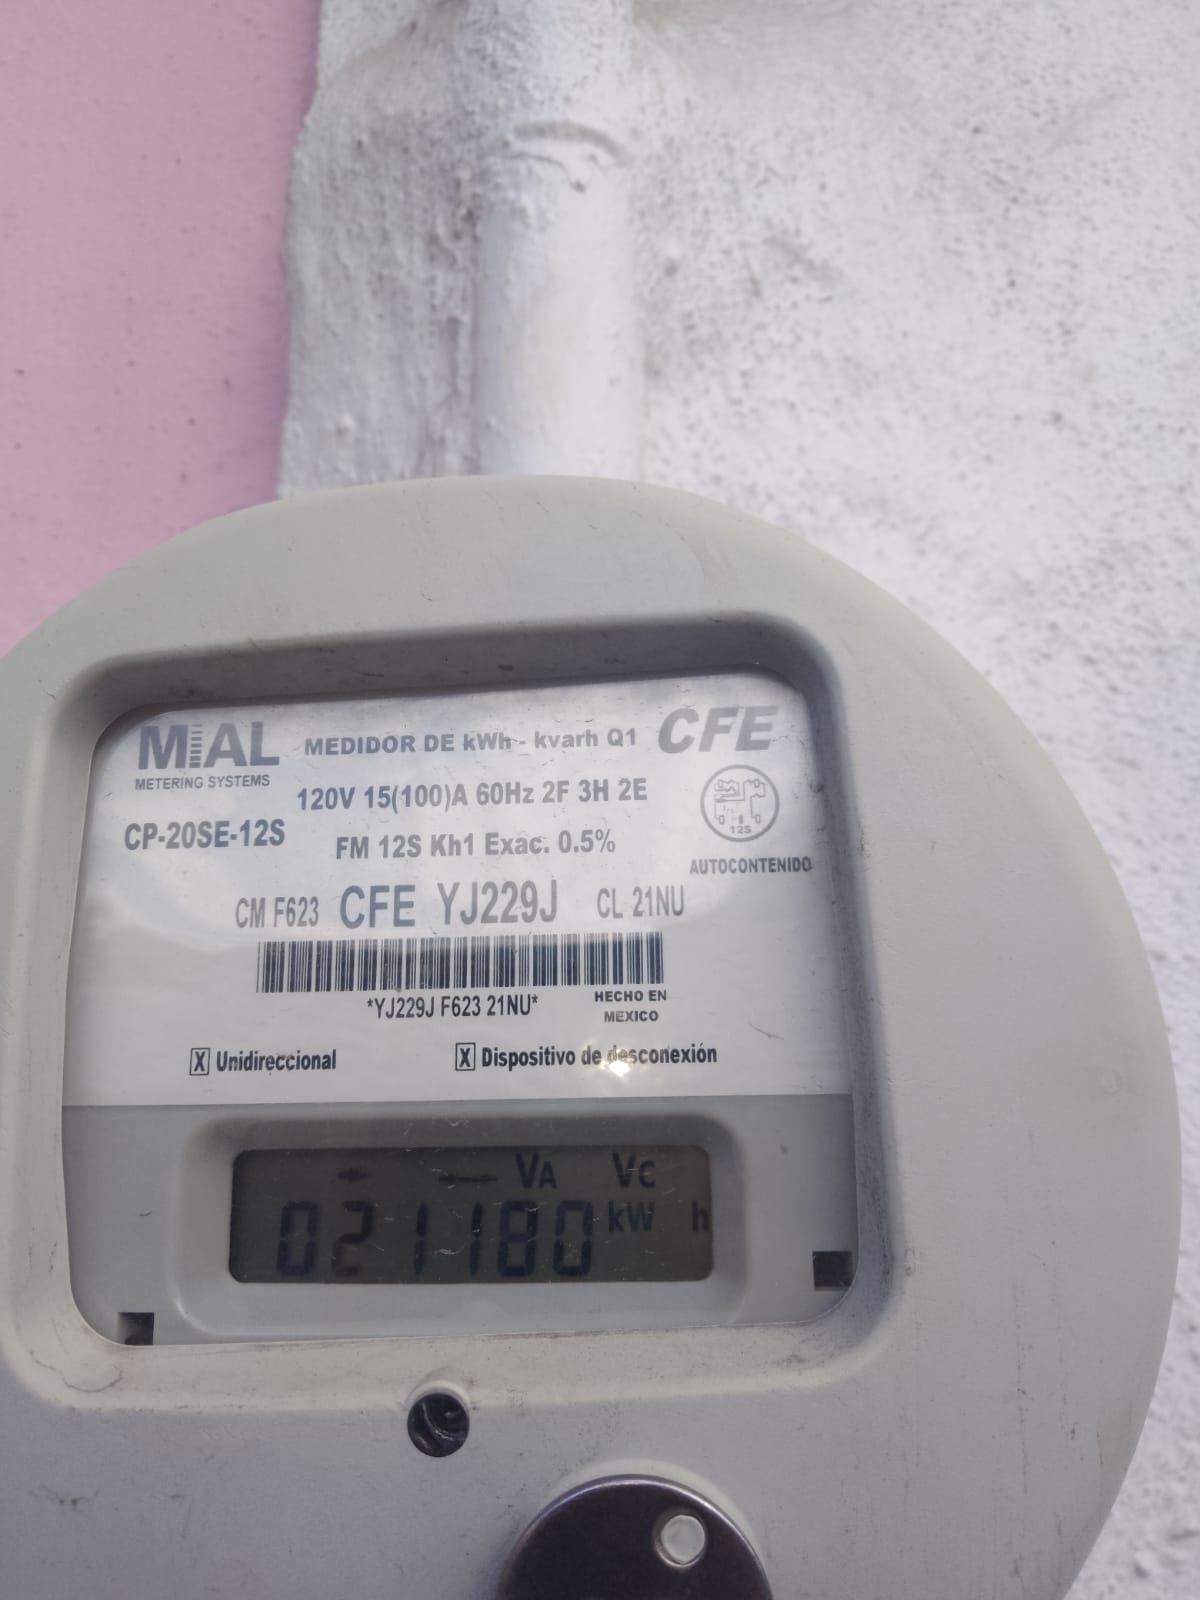 MIAL
METERING SYSTEMS
MEDIDOR DE kWh - kvarh Q1
CFE
120V 15(100)A 60Hz 2F 3H 2E
CP-20SE-12S
FM 12S Kh1 Exac. 0.5%
12S
AUTOCONTENIDO
CM F623 CFE YJ229J CL 21NU
*YJ229J F623 21NU*
HECHO EN
MEXICO
X Unidireccional
X Dispositivo de desconexión
VA VC
021180 kW h